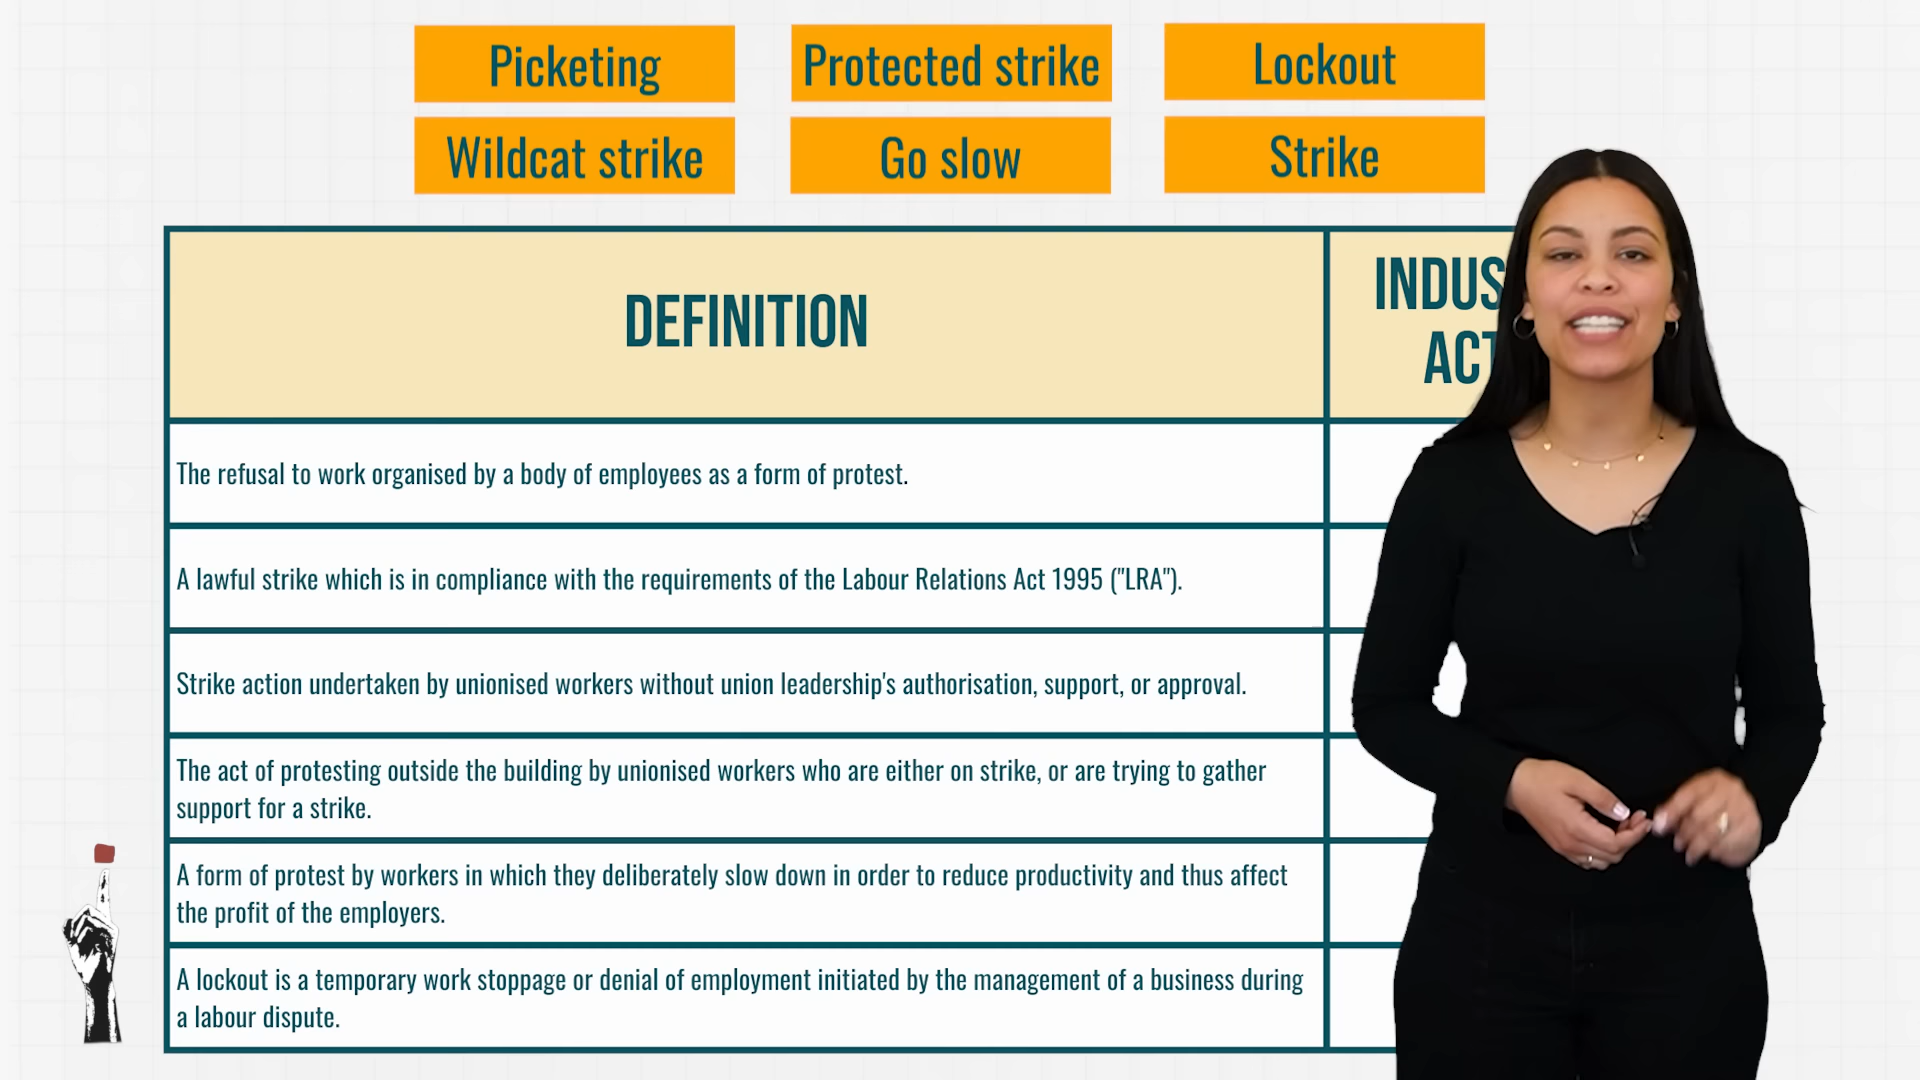 Picketing
Protected strike
Lockout
Wildcat strike
Go slow
Strike
DEFINITION
INDUS
ACT
The refusal to work organised by a body of employees as a form of protest.
A lawful strike which is in compliance with the requirements of the Labour Relations Act 1995 ("LRA").
Strike action undertaken by unionised workers without union leadership's authorisation, support, or approval.
The act of protesting outside the building by unionised workers who are either on strike, or are trying to gather
support for a strike.
A form of protest by workers in which they deliberately slow down in order to reduce productivity and thus affect
the profit of the employers.
A lockout is a temporary work stoppage or denial of employment initiated by the management of a business during
a labour dispute.